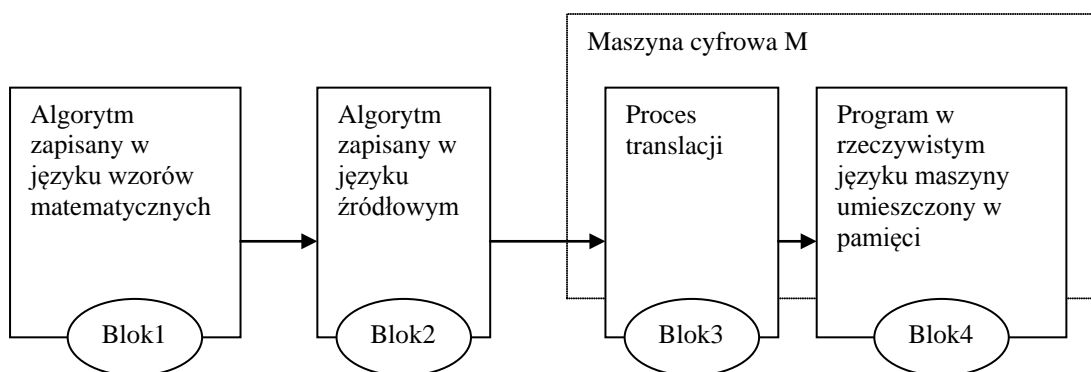 Maszyna cyfrowa M
Algorytm
zapisany w
języku wzorów
matematycznych
Blok1
Algorytm
zapisany w
języku
źródłowym
Blok2
Proces
translacji
Blok3
Program w
rzeczywistym
języku maszyny
umieszczony w
pamięci
Blok4